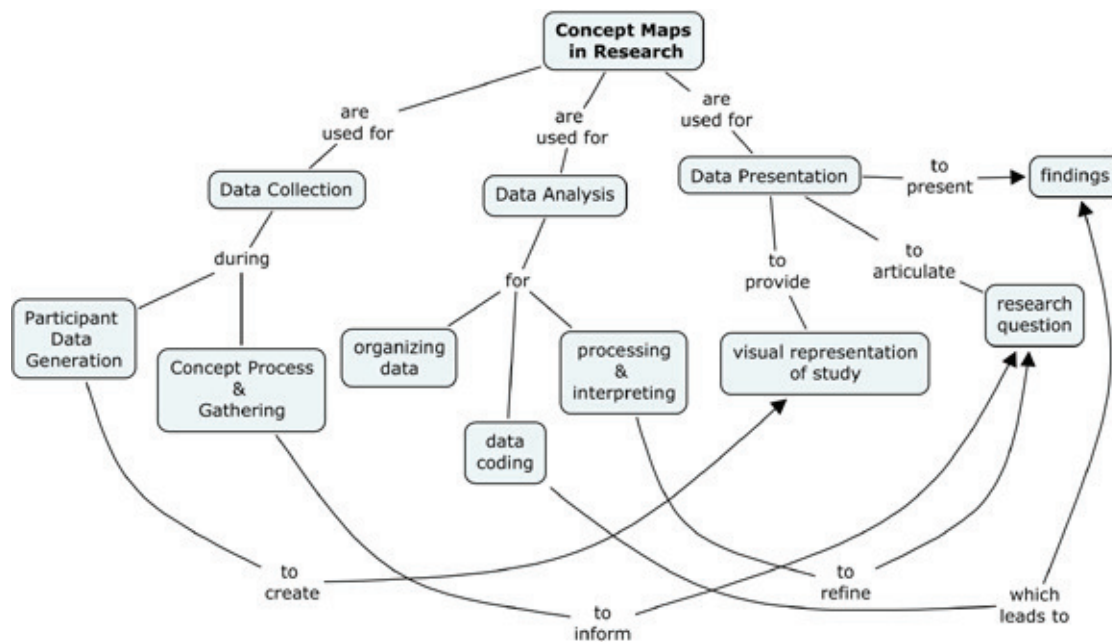 Concept Maps
in Research
are
used for
are
used for
are
used for
Data Collection
Data Analysis
Data Presentation
to
present
findings
during
for
to
provide
to
articulate
Participant
Data
Generation
Concept Process
&
Gathering
organizing
data
processing
&
interpreting
visual representation
of study
research
question
data
coding
to
create
to
inform
to
refine
which
leads to